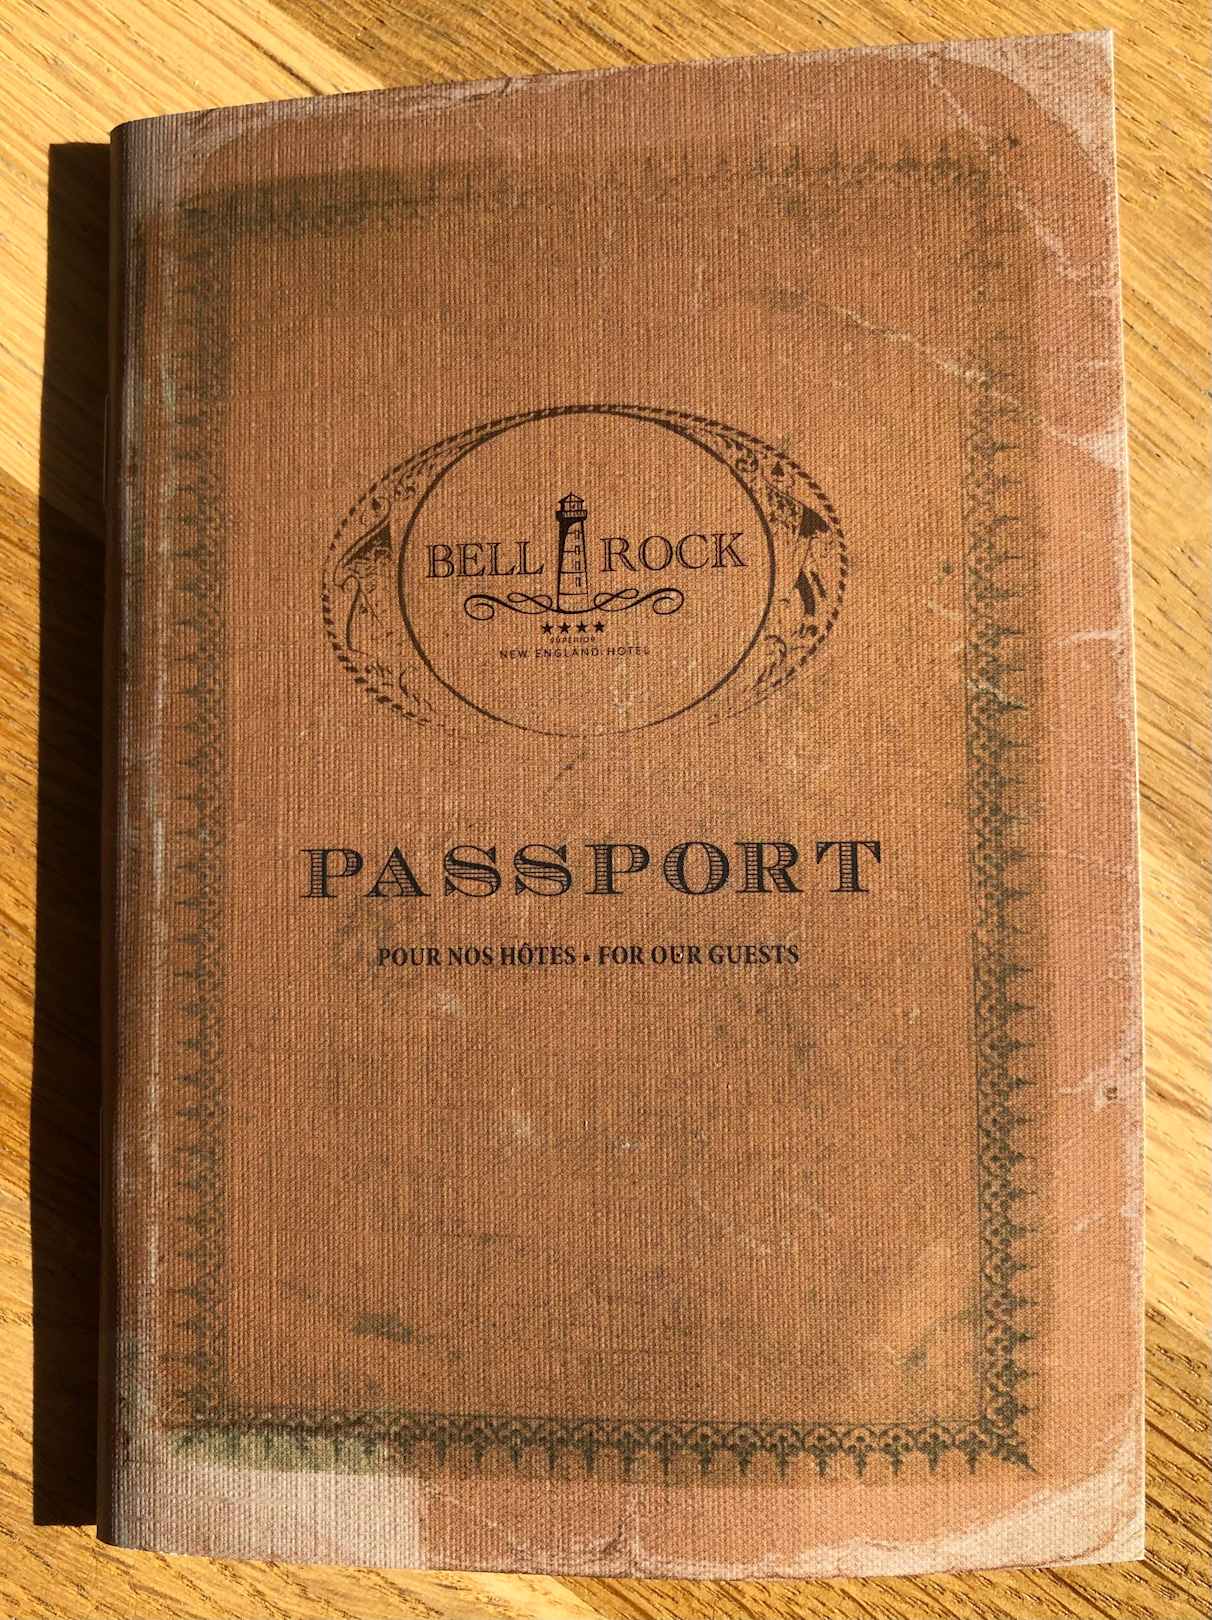 BELL ROCK
★★★★
SUPERIOR
NEW ENGLAND HOTEL
PASSPORT
POUR NOS HÔTES • FOR OUR GUESTS